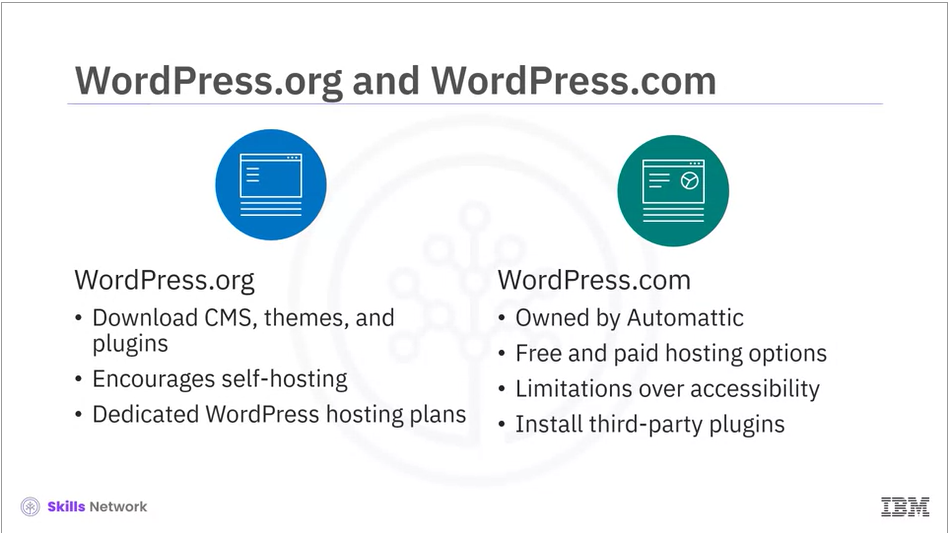 WordPress.org and WordPress.com
WordPress.org
• Download CMS, themes, and
plugins
• Encourages self-hosting
• Dedicated WordPress hosting plans
WordPress.com
• Owned by Automattic
• Free and paid hosting options
• Limitations over accessibility
• Install third-party plugins
Skills Network
IBM